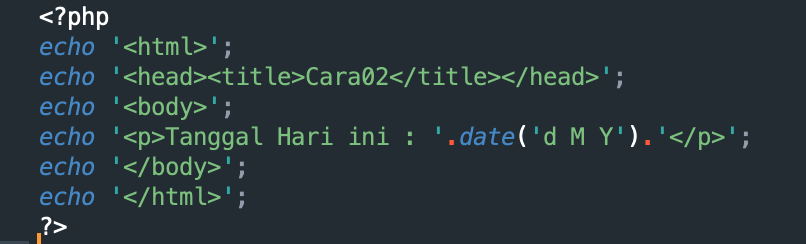 <?php
echo '<html>';
echo '<head><title>Cara02</title></head>';
echo '<body>';
echo '<p>Tanggal Hari ini : '.date('d M Y').'</p>';
echo '</body>';
echo '</html>';
?>